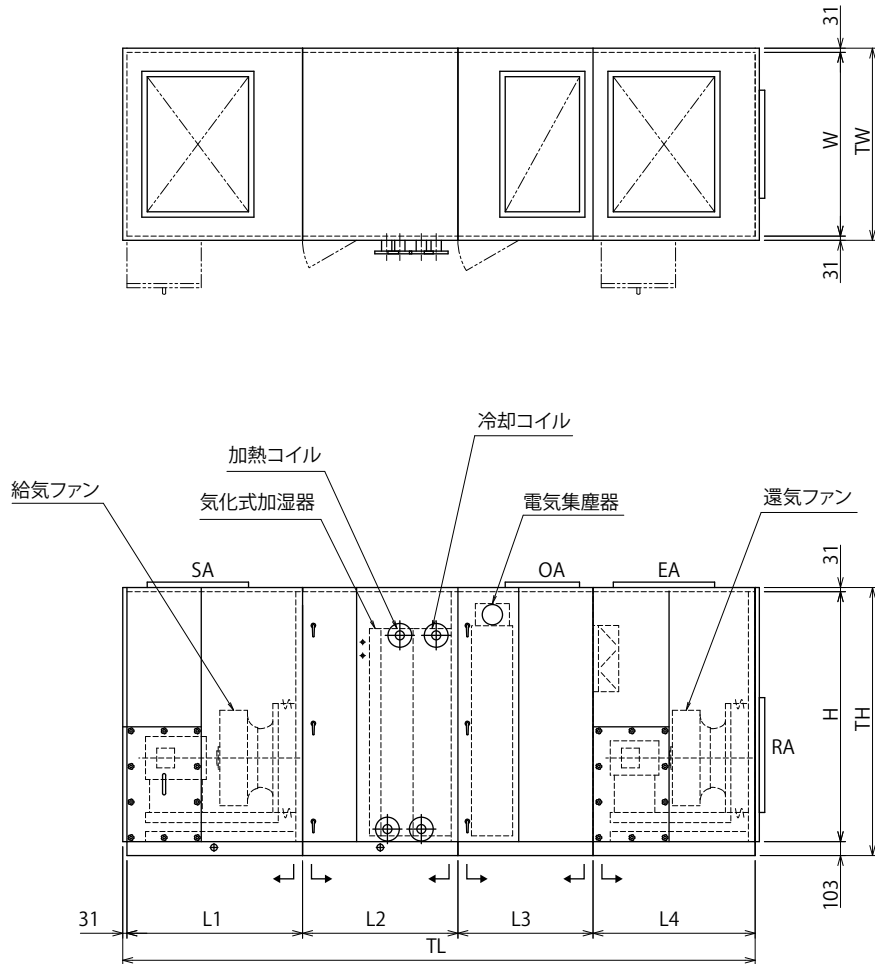 31
W
TW
31
冷却コイル
加熱コイル
給気ファン
気化式加湿器
電気集塵器
還気ファン
SA
OA
EA
31
H
TH
RA
103
31
L1
L2
L3
L4
TL